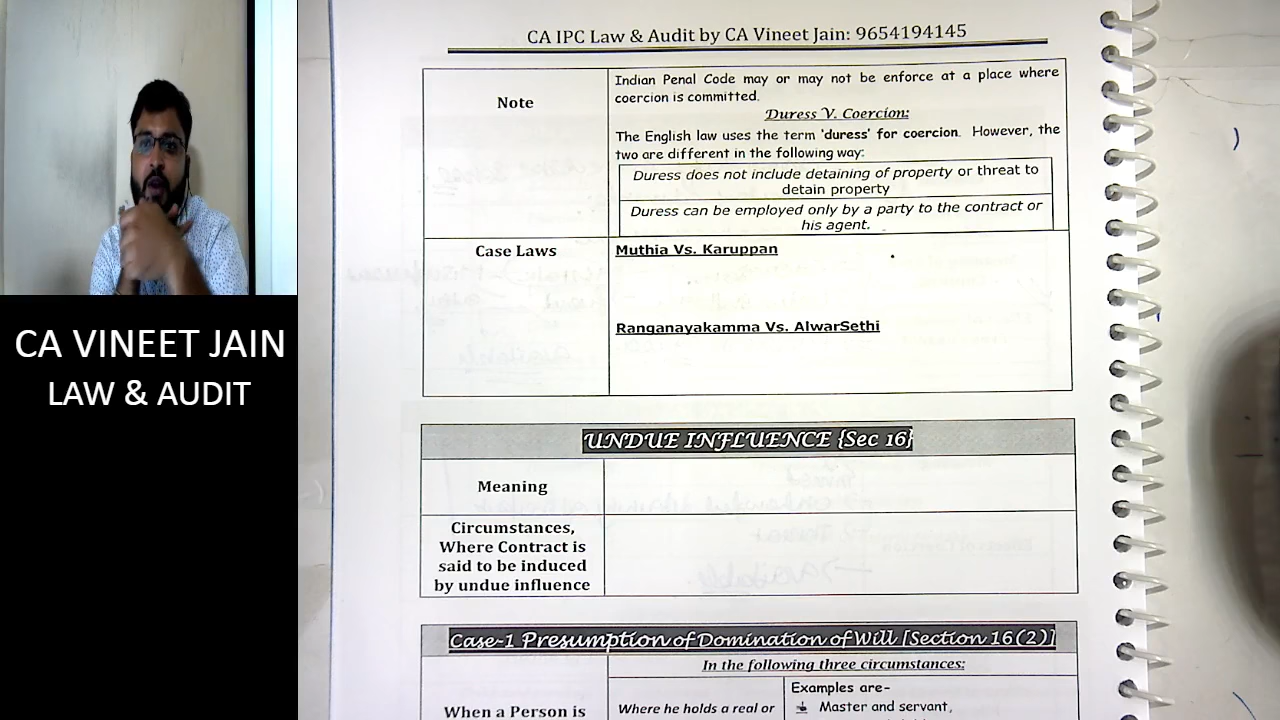 CA IPC Law & Audit by CA Vineet Jain: 9654194145
Note
Indian Penal Code may or may not be enforce at a place where
coercion is committed.
Duress V. Coercion:
The English law uses the term 'duress' for coercion. However, the
two are different in the following way:
Duress does not include detaining of property or threat to
detain property
Duress can be employed only by a party to the contract or
his agent.
Case Laws
Muthia Vs. Karuppan
Ranganayakamma Vs. AlwarSethi
CA VINEET JAIN
LAW & AUDIT
UNDUE INFLUENCE {Sec 16}
Meaning
Circumstances,
Where Contract is
said to be induced
by undue influence
Case-1 Presumption of Domination of Will [Section 16(2)]
In the following three circumstances:
When a Person is
Where he holds a real or
Examples are-
Master and servant,